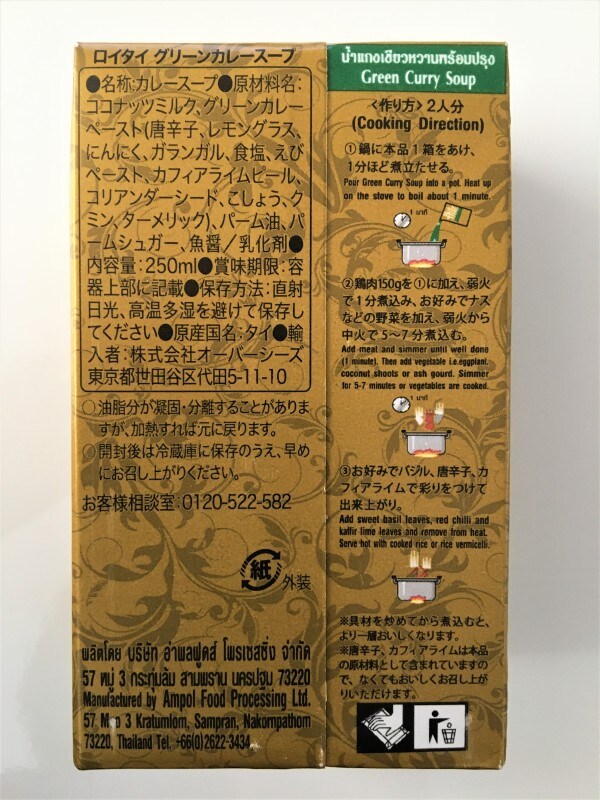 ロイタイ グリーンカレースープ
●名称:カレースープ●原材料名:
ココナッツミルク、グリーンカレー
ペースト(唐辛子、レモングラス、
にんにく、ガランガル、食塩、えび
ペースト、カフィアライムピール、
コリアンダーシード、こしょう、ク
ミン、ターメリック)、パーム油、パ
ームシュガー、魚醤／乳化剤●
内容量:250ml●賞味期限:容
器上部に記載●保存方法:直射
日光、高温多湿を避けて保存し
てください●原産国名:タイ●輸
入者:株式会社オーバーシーズ
東京都世田谷区代田5-11-10
○油脂分が凝固・分離することがありま
すが、加熱すれば元に戻ります。
○開封後は冷蔵庫に保存のうえ、早め
にお召し上がりください。
お客様相談室:0120-522-582
紙
外装
ผลิตโดย บริษัท อำพลฟูดส์ โพรเซสซิ่ง จำกัด
57 หมู่ 3 กระทุ่มล้ม สามพราน นครปฐม 73220
Manufactured by Ampol Food Processing Ltd.
57 Moo 3 Kratumlom, Sampran, Nakornpathom
73220, Thailand Tel. +66(0)2622-3434
น้ำแกงเขียวหวานพร้อมปรุง
Green Curry Soup
〈作り方〉2人分
(Cooking Direction)
①鍋に本品1箱をあけ、
1分ほど煮立たせる。
Pour Green Curry Soup into a pot. Heat up
on the stove to boil about 1 minute.
1 นาที
②鶏肉150gを①に加え、弱火
で1分煮込み、お好みでナス
などの野菜を加え、弱火から
中火で5〜7分煮込む。
Add meat and simmer until well done
(1 minute). Then add vegetable i.e.eggplant,
coconut shoots or ash gourd. Simmer
for 5-7 minutes or vegetables are cooked.
1 นาที
③お好みでバジル、唐辛子、カ
フィアライムで彩りをつけて
出来上がり。
Add sweet basil leaves, red chilli and
kaffir lime leaves and remove from heat.
Serve hot with cooked rice or rice vermicelli.
※具材を炒めてから煮込むと、
より一層おいしくなります。
※唐辛子、カフィアライムは本品
の原材料として含まれていますの
で、なくてもおいしくお召し上が
りいただけます。